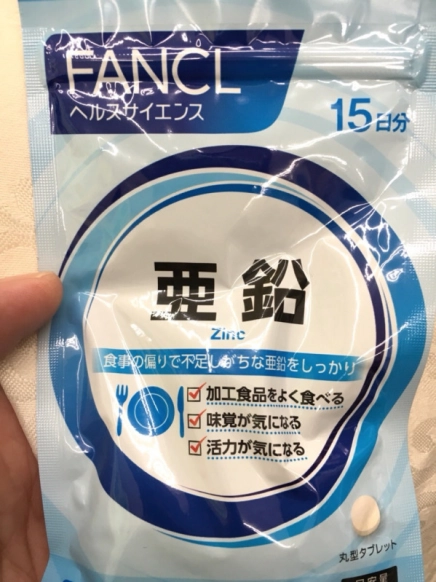 FANCL
ヘルスサイエンス
15日分
亜鉛
Zinc
食事の偏りで不足しがちな亜鉛をしっかり
加工食品をよく食べる
味覚が気になる
活力が気になる
丸型タブレット